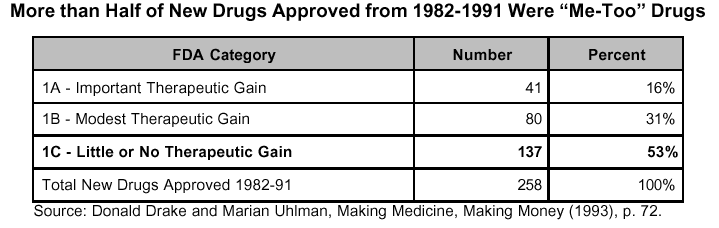 More than Half of New Drugs Approved from 1982-1991 Were “Me-Too” Drugs
FDA Category Number Percent
1A - Important Therapeutic Gain 41 16%
1B - Modest Therapeutic Gain 80 31%
1C - Little or No Therapeutic Gain 137 53%
Total New Drugs Approved 1982-91 258 100%
Source: Donald Drake and Marian Uhlman, Making Medicine, Making Money (1993), p. 72.